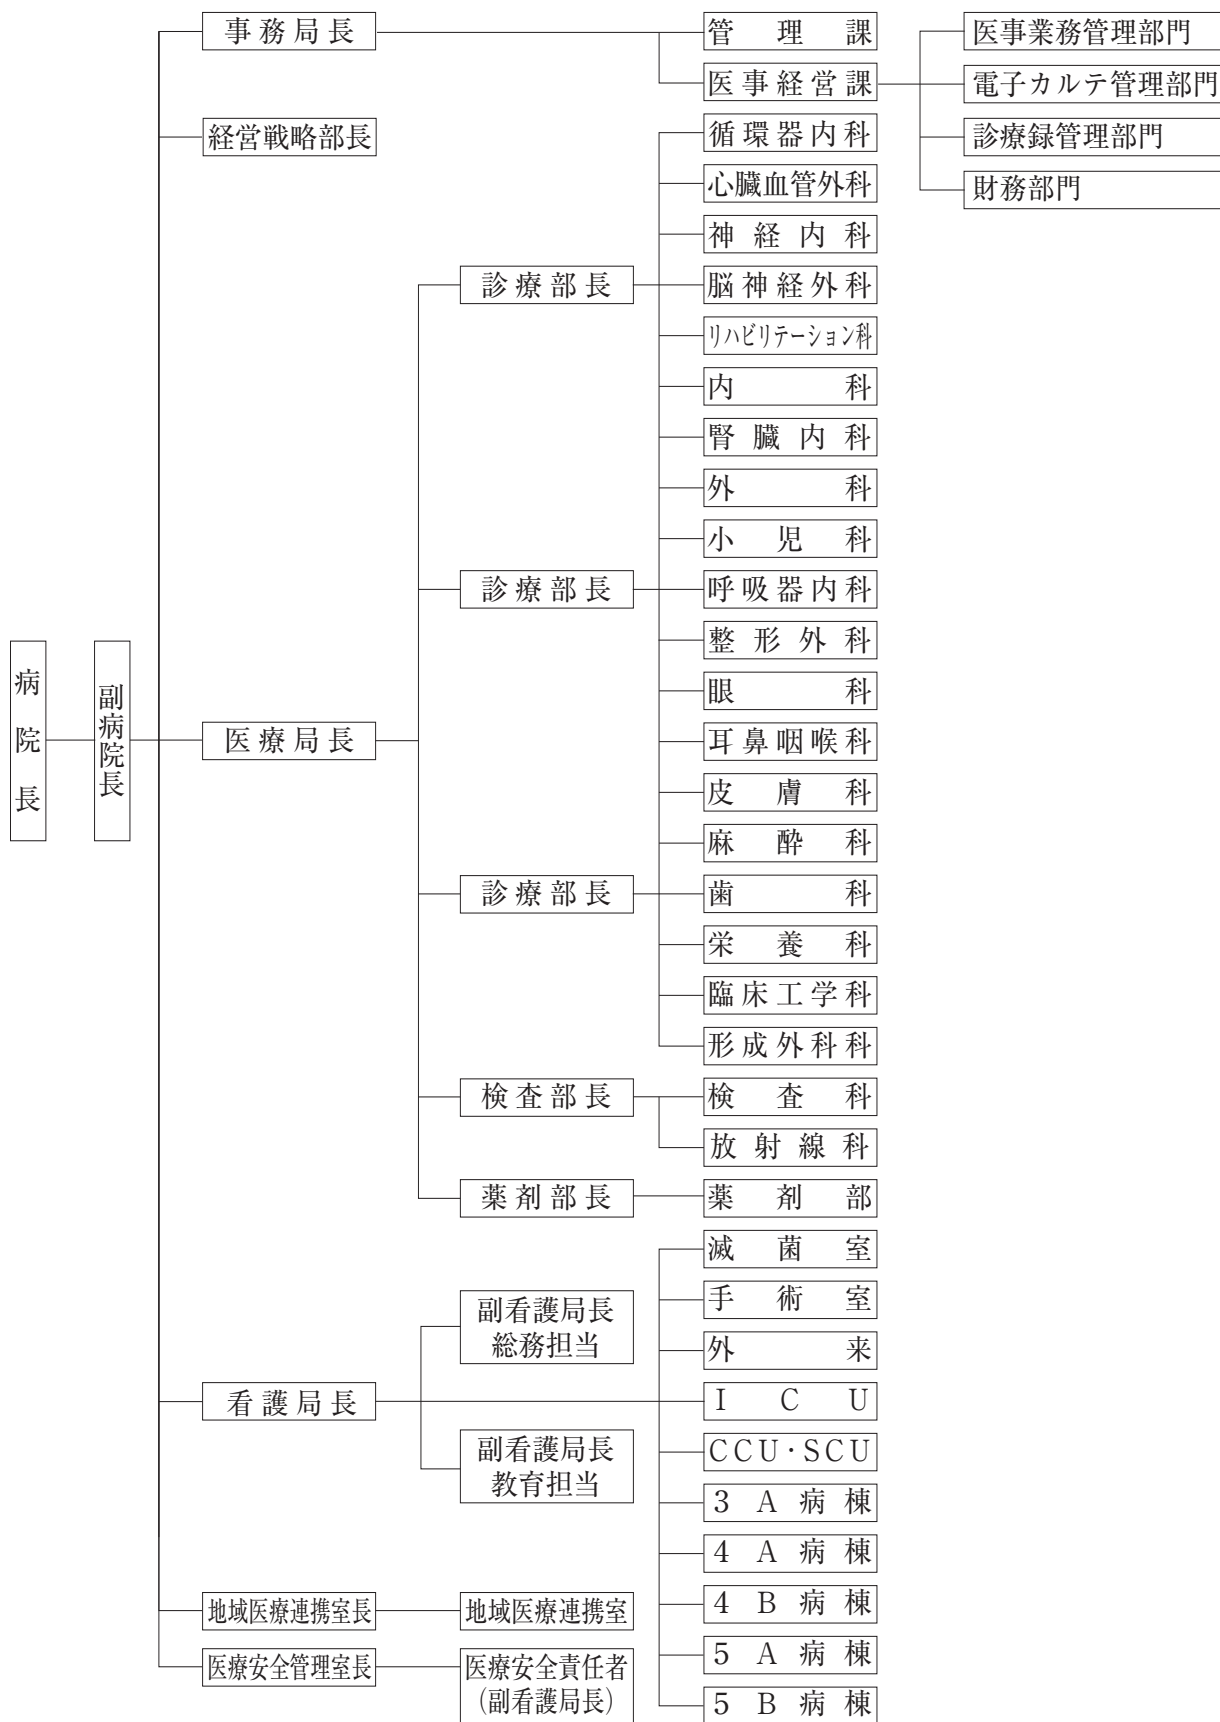 病院長
副病院長
事務局長
管理課
医事経営課
医事業務管理部門
電子カルテ管理部門
診療録管理部門
財務部門
経営戦略部長
医療局長
診療部長
診療部長
診療部長
循環器内科
心臓血管外科
神経内科
脳神経外科
リハビリテーション科
内科
腎臓内科
外科
小児科
呼吸器内科
整形外科
眼科
耳鼻咽喉科
皮膚科
麻酔科
歯科
栄養科
臨床工学科
形成外科科
検査部長
検査科
放射線科
薬剤部長
薬剤部
看護局長
副看護局長
総務担当
副看護局長
教育担当
滅菌室
手術室
外来
ICU
CCU・SCU
3A病棟
4A病棟
4B病棟
5A病棟
5B病棟
地域医療連携室長
地域医療連携室
医療安全管理室長
医療安全責任者
(副看護局長)